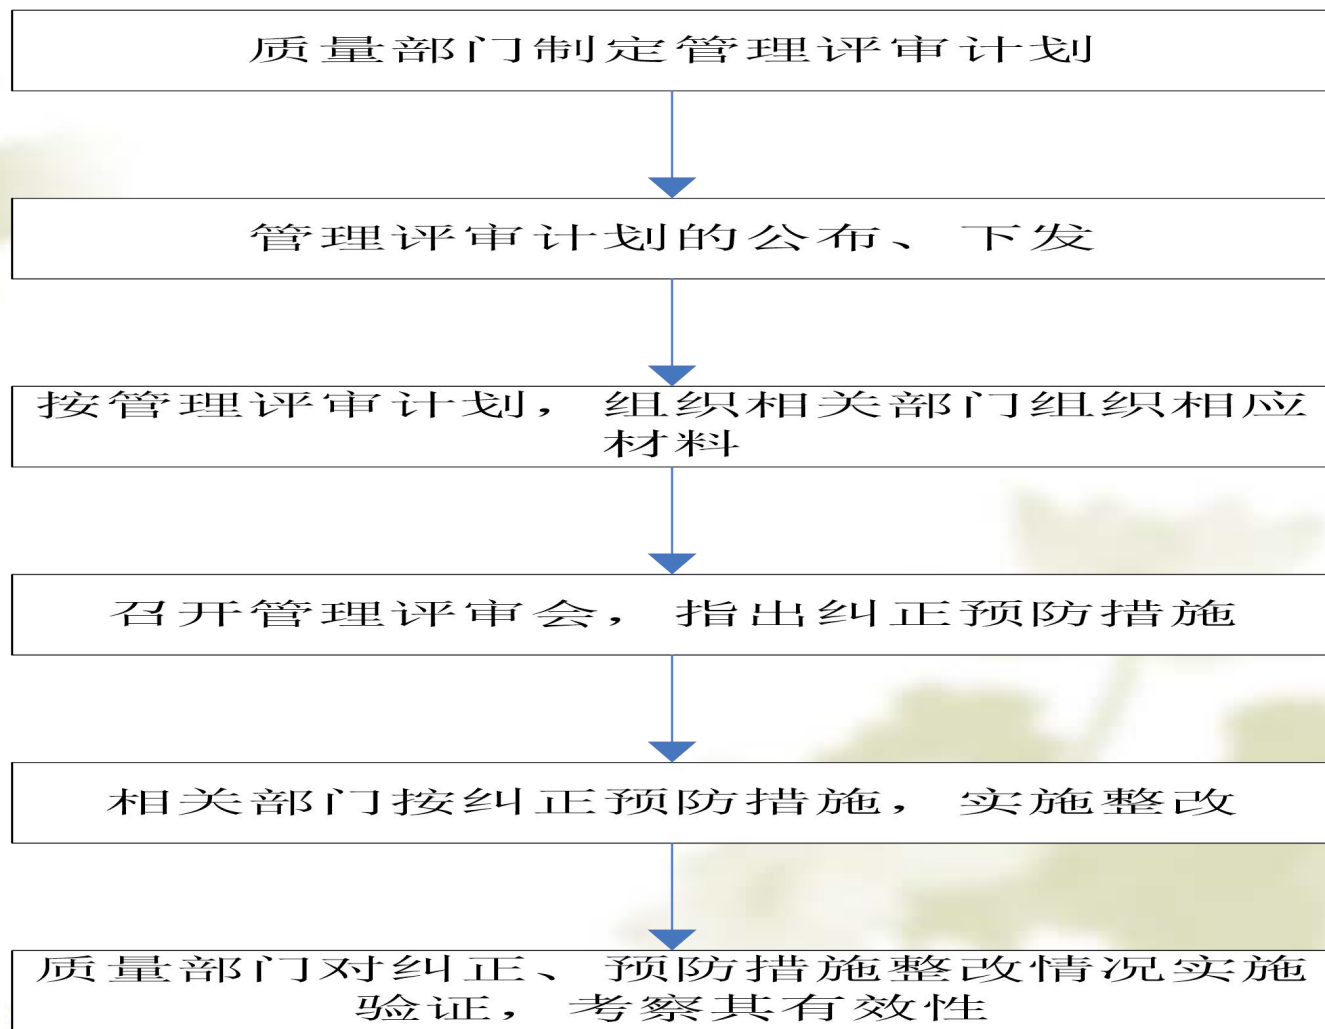 质量部门制定管理评审计划
管理评审计划的公布、下发
按管理评审计划，组织相关部门组织相应
材料
召开管理评审会，指出纠正预防措施
相关部门按纠正预防措施，实施整改
质量部门对纠正、预防措施整改情况实施
验证，考察其有效性